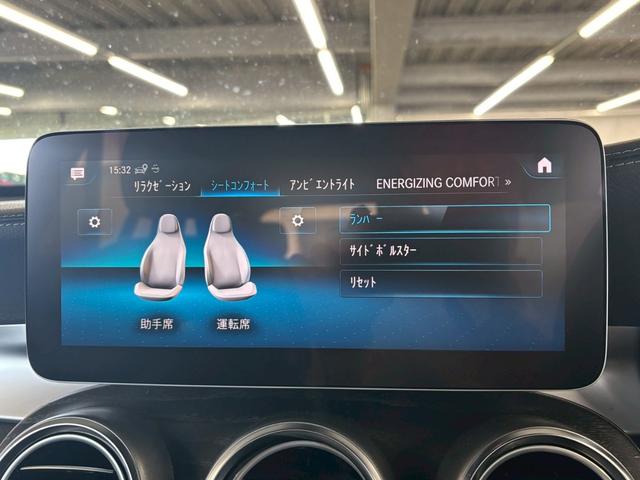 15:32
ﾘﾗｸｾﾞｰｼｮﾝ ｼｰﾄｺﾝﾌｫｰﾄ ｱﾝﾋﾞｴﾝﾄﾗｲﾄ ENERGIZING COMFORT »
ﾗﾝﾊﾞｰ
ｻｲﾄﾞﾎﾞﾙｽﾀｰ
ﾘｾｯﾄ
助手席 運転席